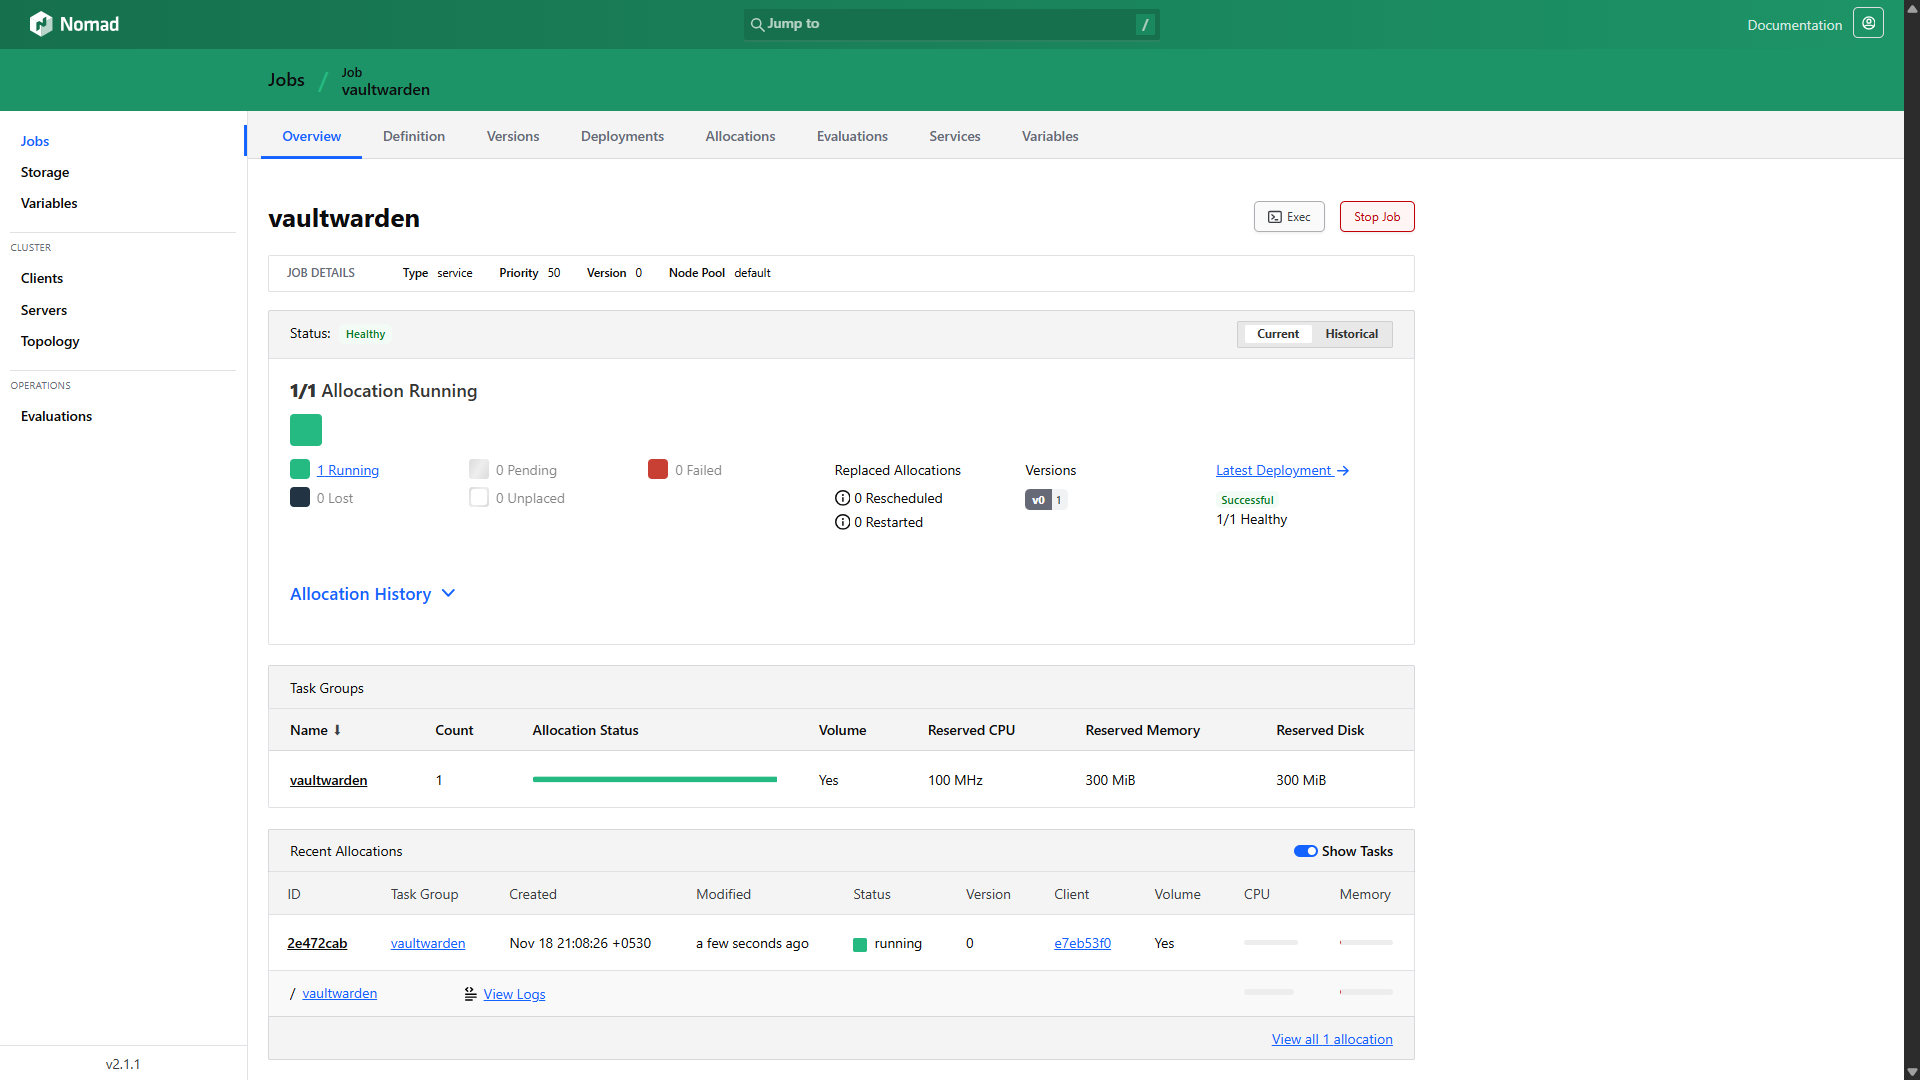 Nomad
Jump to
/
Documentation
Jobs / Job
vaultwarden
Jobs
Storage
Variables
CLUSTER
Clients
Servers
Topology
OPERATIONS
Evaluations
v2.1.1
Overview Definition Versions Deployments Allocations Evaluations Services Variables
vaultwarden
Exec
Stop Job
JOB DETAILS Type service Priority 50 Version 0 Node Pool default
Status: Healthy
Current Historical
1/1 Allocation Running
1 Running 0 Pending 0 Failed
0 Lost 0 Unplaced
Replaced Allocations
0 Rescheduled
0 Restarted
Versions
v0 1
Latest Deployment
Successful
1/1 Healthy
Allocation History
Task Groups
Name Count Allocation Status Volume Reserved CPU Reserved Memory Reserved Disk
vaultwarden 1 Yes 100 MHz 300 MiB 300 MiB
Recent Allocations
Show Tasks
ID Task Group Created Modified Status Version Client Volume CPU Memory
2e472cab vaultwarden Nov 18 21:08:26 +0530 a few seconds ago running 0 e7eb53f0 Yes
/ vaultwarden View Logs
View all 1 allocation